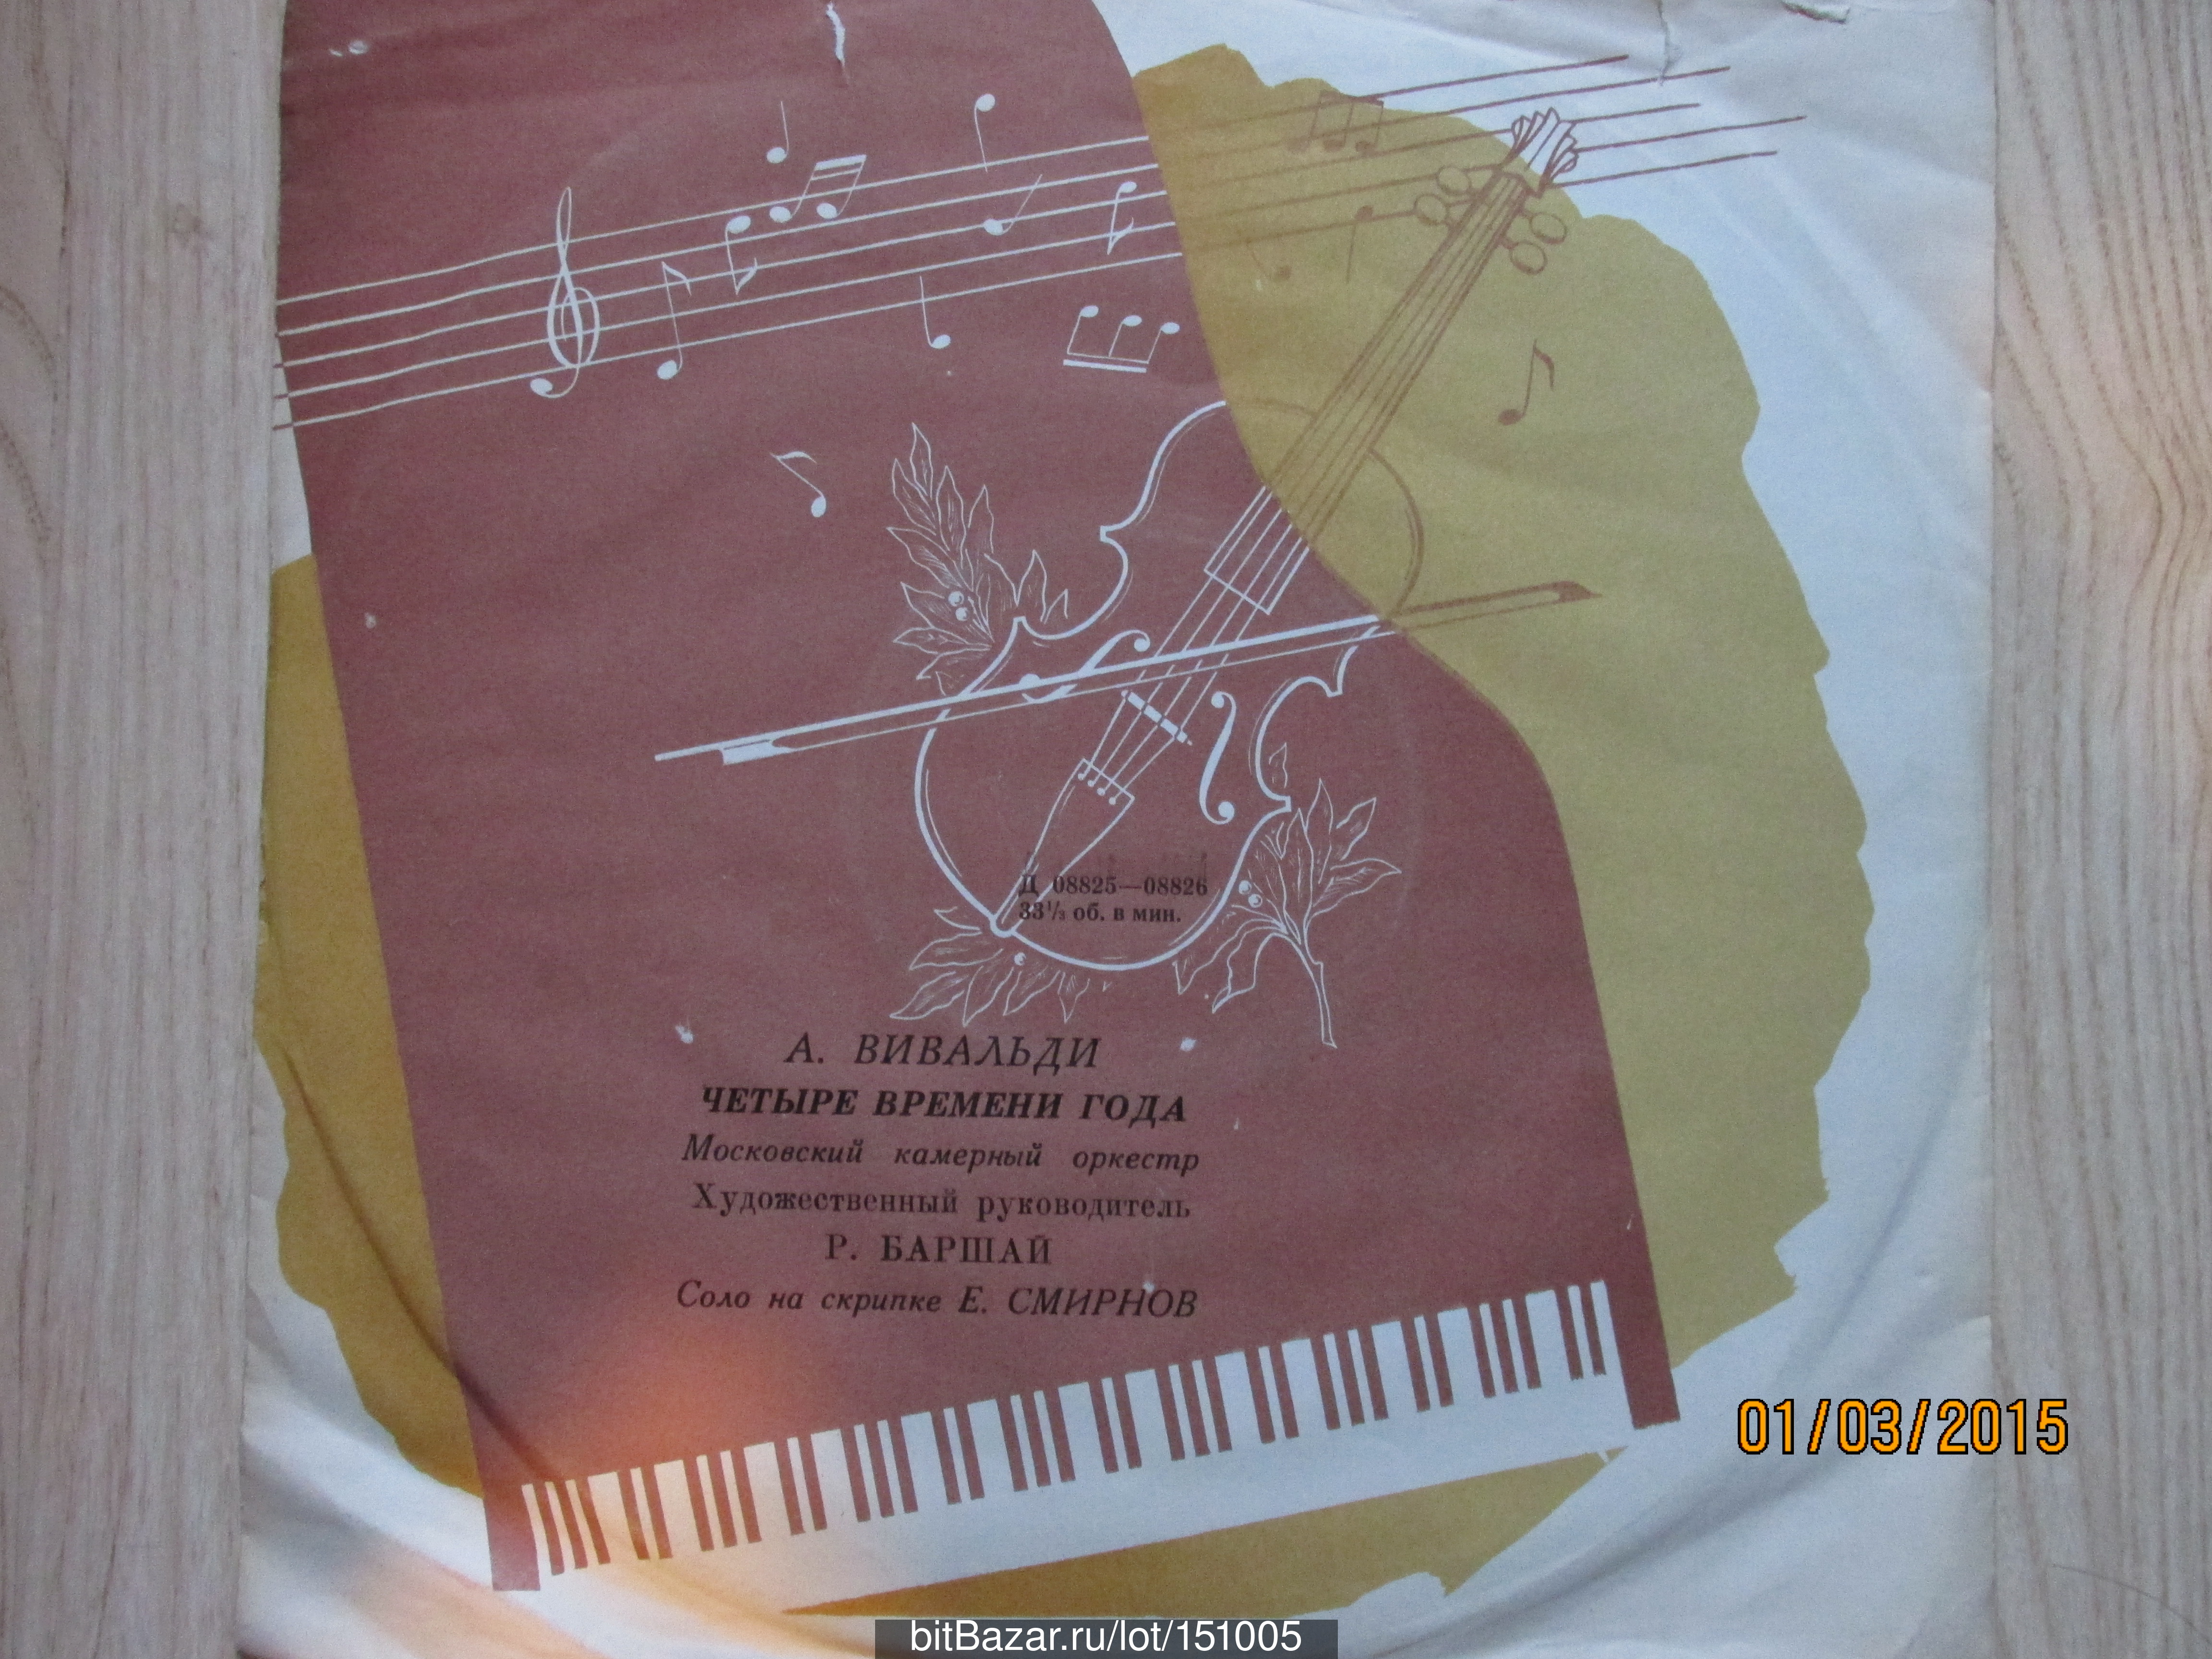 Д 08825—08826
33⅓ об. в мин.
А. ВИВАЛЬДИ
ЧЕТЫРЕ ВРЕМЕНИ ГОДА
Московский камерный оркестр
Художественный руководитель
Р. БАРШАЙ
Соло на скрипке Е. СМИРНОВ
01/03/2015
bitBazar.ru/lot/151005